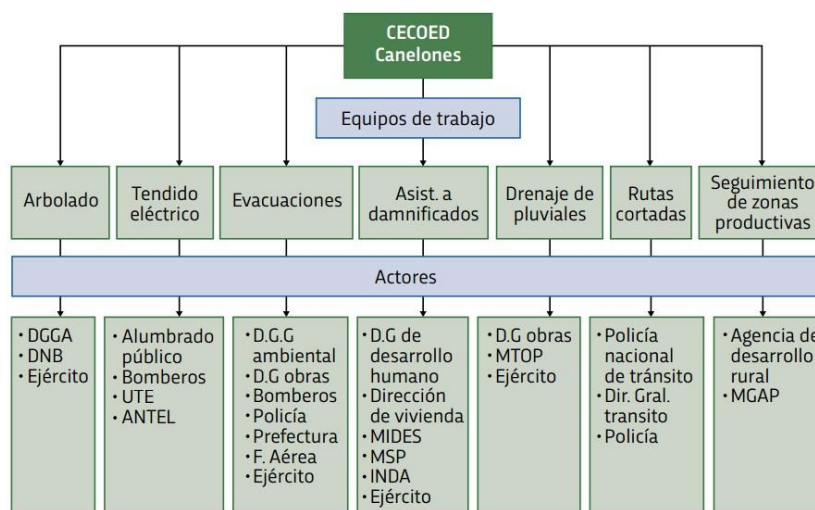 CECOED
Canelones
Equipos de trabajo
Arbolado
Tendido
eléctrico
Evacuaciones
Asist. a
damnificados
Drenaje de
pluviales
Rutas
cortadas
Seguimiento
de zonas
productivas
Actores
• DGGA
• DNB
• Ejército
• Alumbrado
público
• Bomberos
• UTE
• ANTEL
• D.G.G
ambiental
• D.G obras
• Bomberos
• Policía
• Prefectura
• F. Aérea
• Ejército
• D.G de
desarrollo
humano
• Dirección
de vivienda
• MIDES
• MSP
• INDA
• Ejército
• D.G obras
• MTOP
• Ejército
• Policía
nacional
de tránsito
• Dir. Gral.
transito
• Policía
• Agencia de
desarrollo
rural
• MGAP